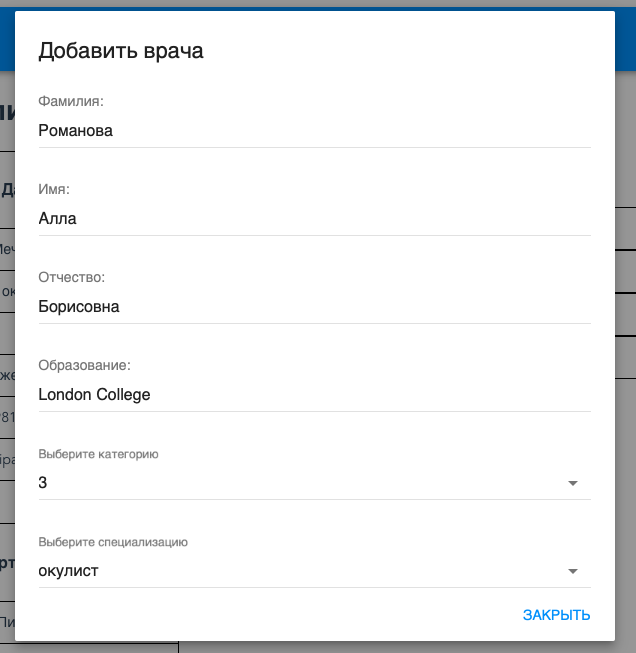 Добавить врача
Фамилия:
Романова
Имя:
Алла
Отчество:
Борисовна
Образование:
London College
Выберите категорию
3
Выберите специализацию
окулист
ЗАКРЫТЬ